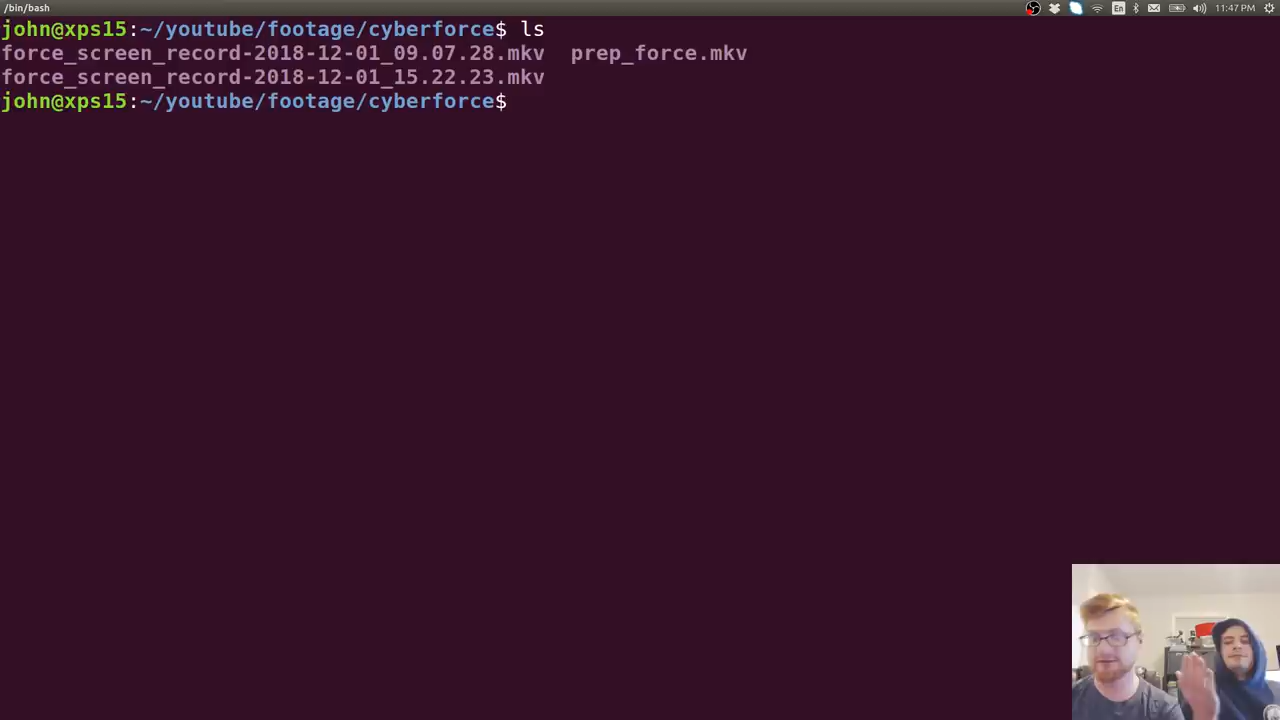 /bin/bash
En
11:47 PM
john@xps15:~/youtube/footage/cyberforce$ ls
force_screen_record-2018-12-01_09.07.28.mkv  prep_force.mkv
force_screen_record-2018-12-01_15.22.23.mkv
john@xps15:~/youtube/footage/cyberforce$